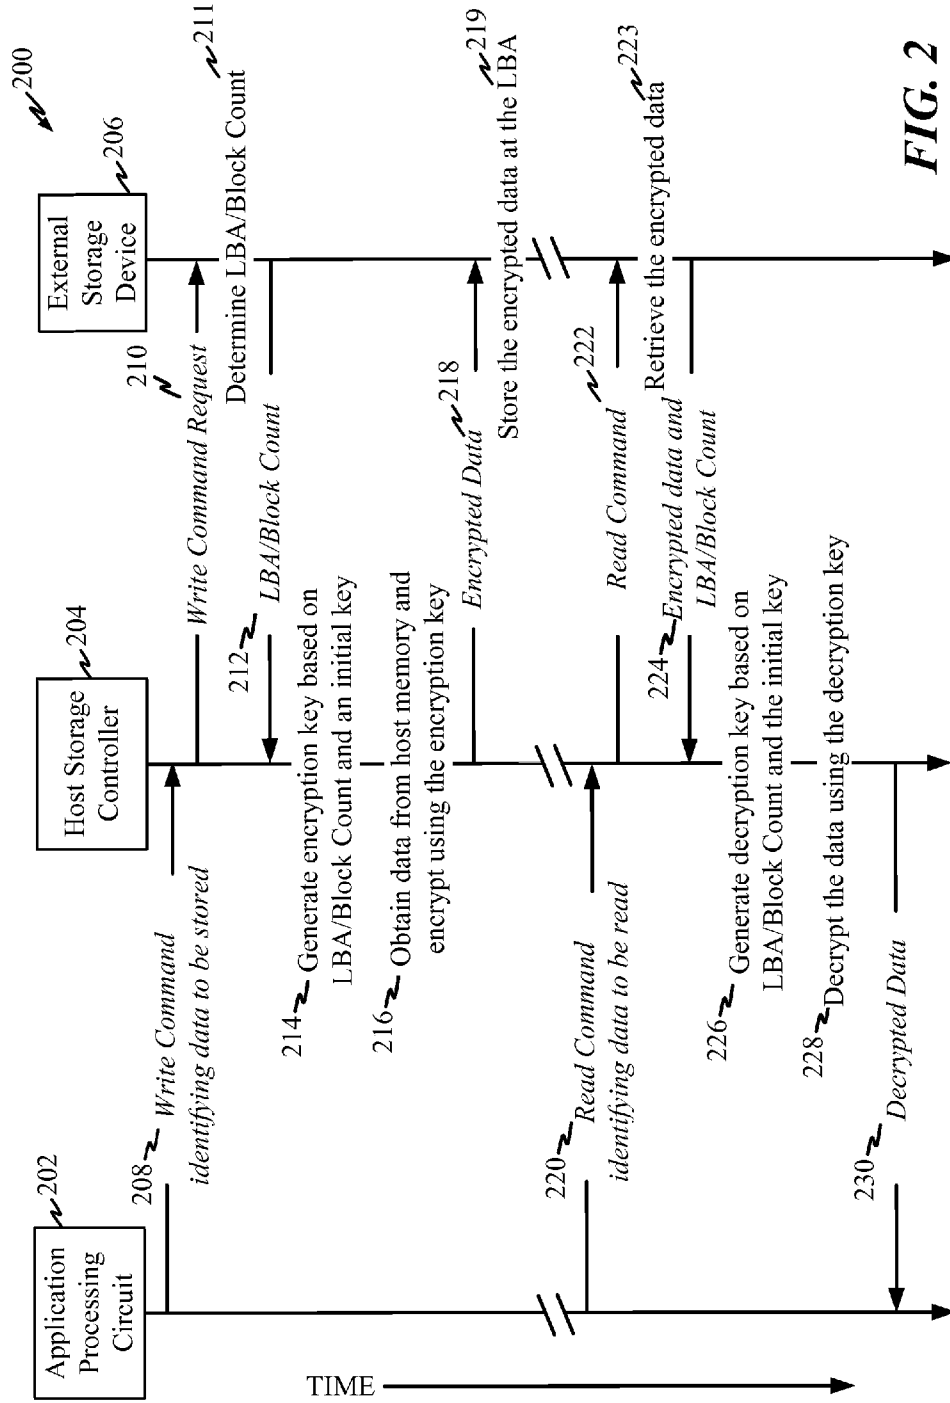 200
Application
Processing
Circuit
202
Host Storage
Controller
204
External
Storage
Device
206
208
Write Command
identifying data to be stored
210
Write Command Request
211
Determine LBA/Block Count
212
LBA/Block Count
214
Generate encryption key based on
LBA/Block Count and an initial key
216
Obtain data from host memory and
encrypt using the encryption key
218
Encrypted Data
219
Store the encrypted data at the LBA
220
Read Command
identifying data to be read
222
Read Command
223
Retrieve the encrypted data
224
Encrypted data and
LBA/Block Count
226
Generate decryption key based on
LBA/Block Count and the initial key
228
Decrypt the data using the decryption key
230
Decrypted Data
TIME
FIG. 2